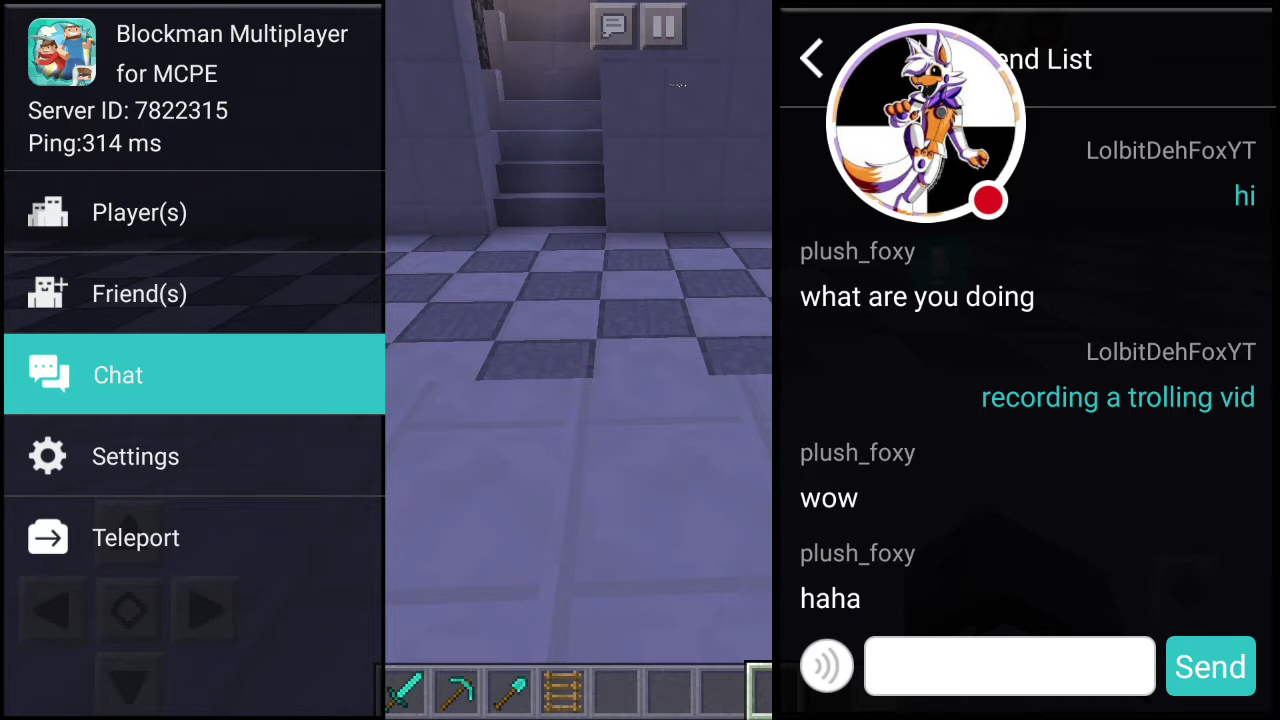 Blockman Multiplayer
for MCPE
Server ID: 7822315
Ping:314 ms
Player(s)
Friend(s)
Chat
Settings
Teleport
end List
LolbitDehFoxYT
hi
plush_foxy
what are you doing
LolbitDehFoxYT
recording a trolling vid
plush_foxy
wow
plush_foxy
haha
Send